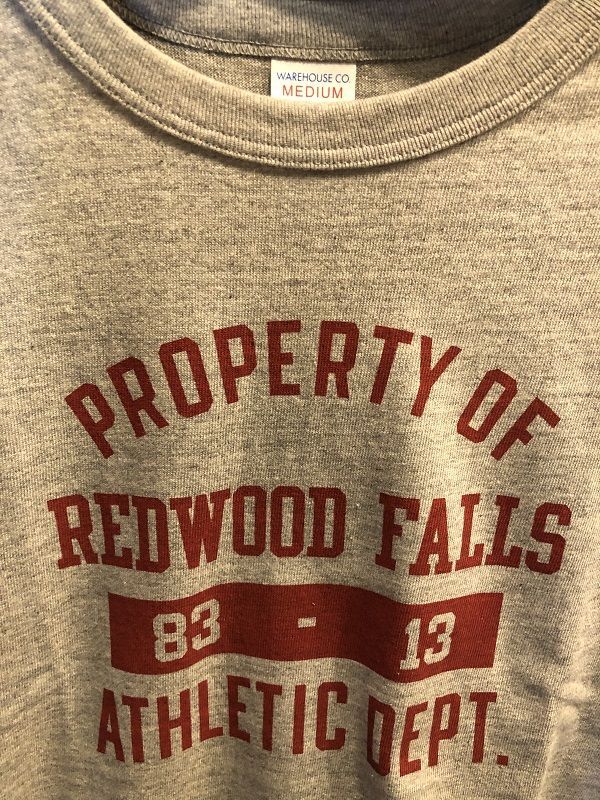 WAREHOUSE CO.
MEDIUM
PROPERTY OF
REDWOOD FALLS
83 - 13
ATHLETIC DEPT.